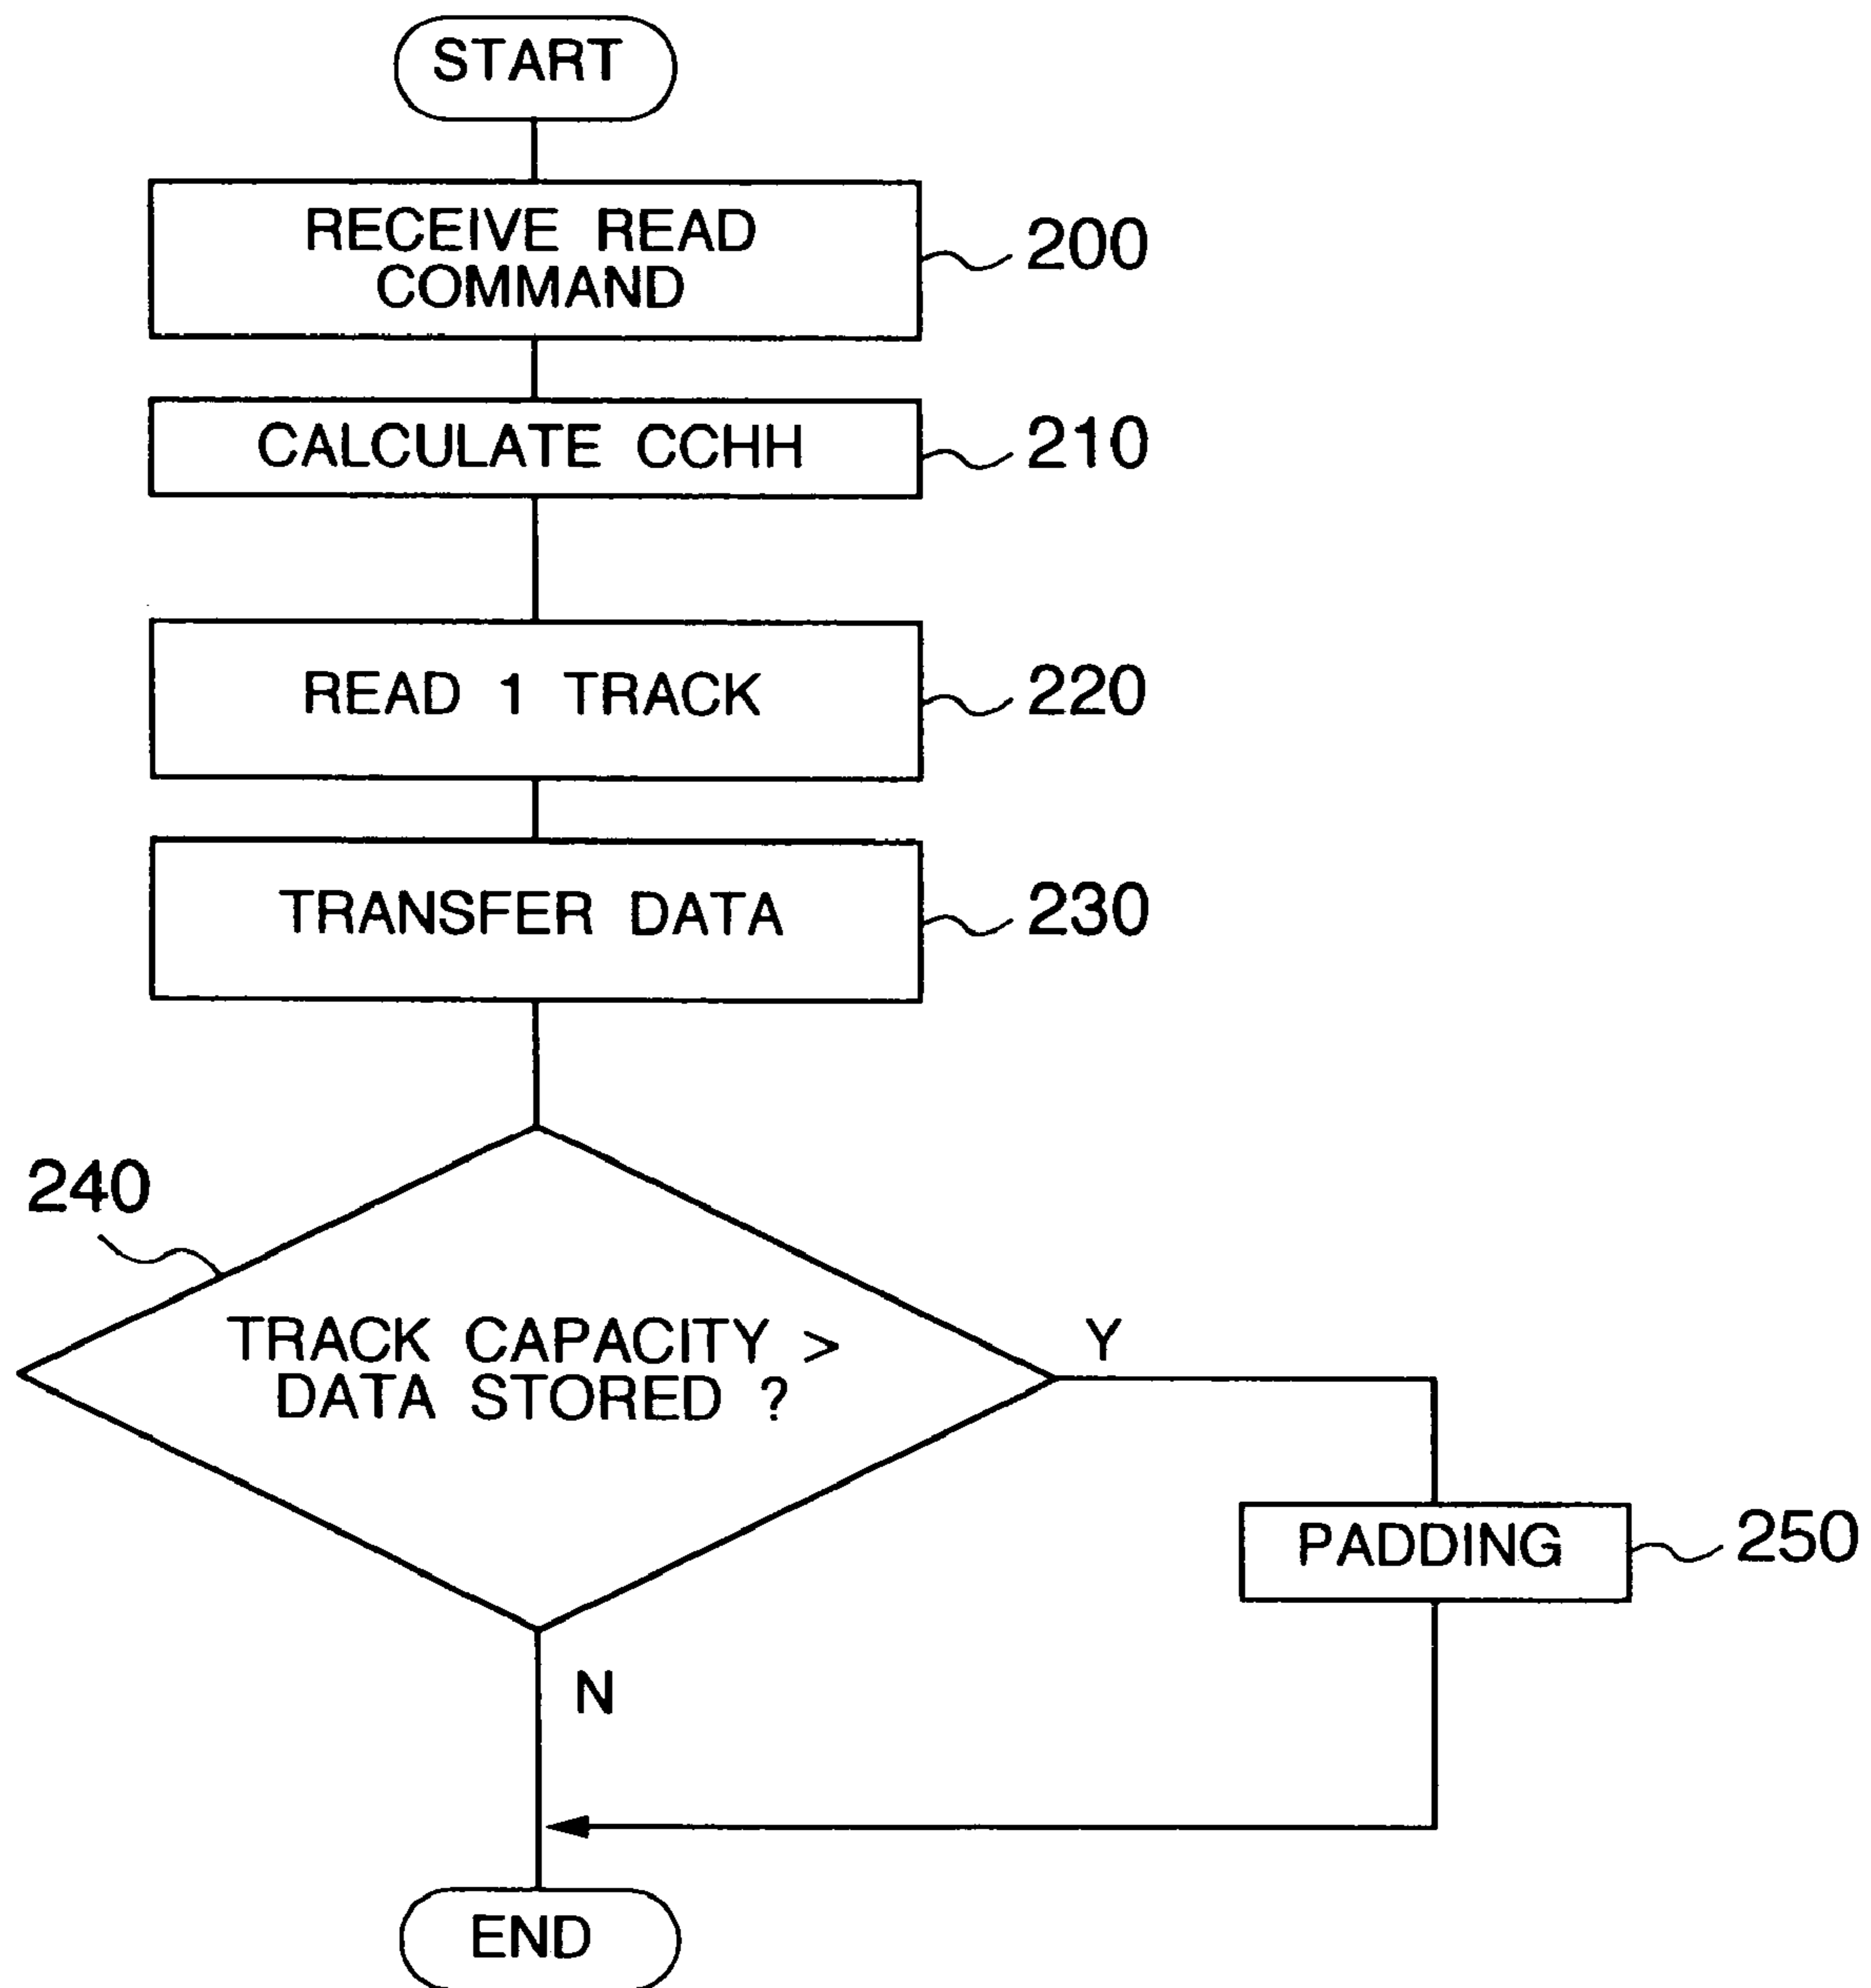 START
RECEIVE READ
COMMAND
200
CALCULATE CCHH
210
READ 1 TRACK
220
TRANSFER DATA
230
240
TRACK CAPACITY >
DATA STORED ?
Y
PADDING
250
N
END